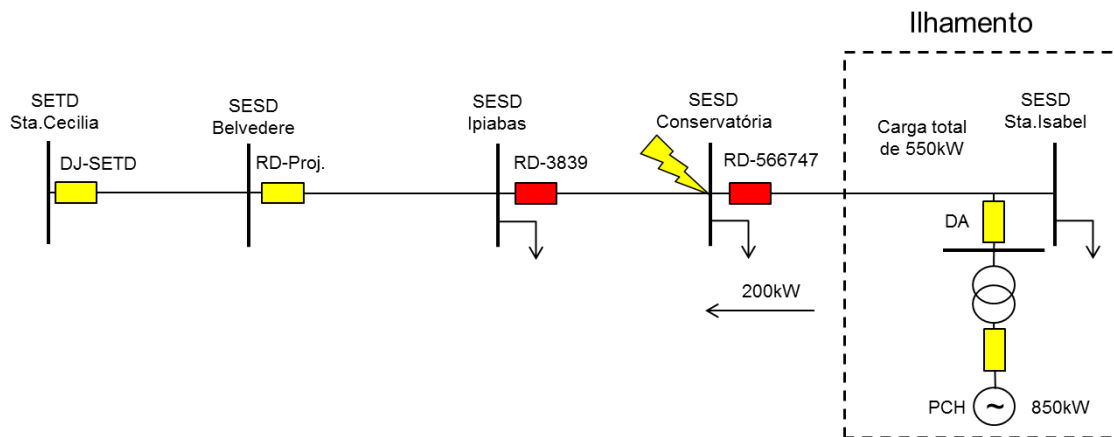 Ilhamento
SETD
Sta.Cecilia
SESD
Belvedere
SESD
Ipiabas
SESD
Conservatória
SESD
Sta.Isabel
Carga total
de 550kW
DJ-SETD
RD-Proj.
RD-3839
RD-566747
DA
200kW
~
PCH
850kW